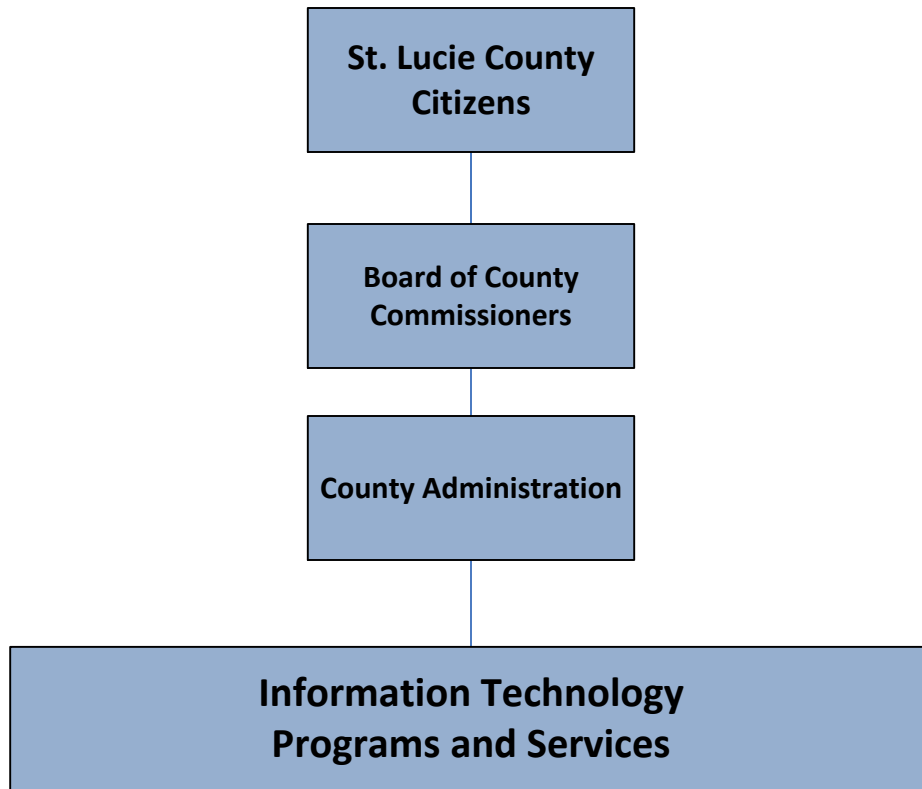 St. Lucie County
Citizens
Board of County
Commissioners
County Administration
Information Technology
Programs and Services